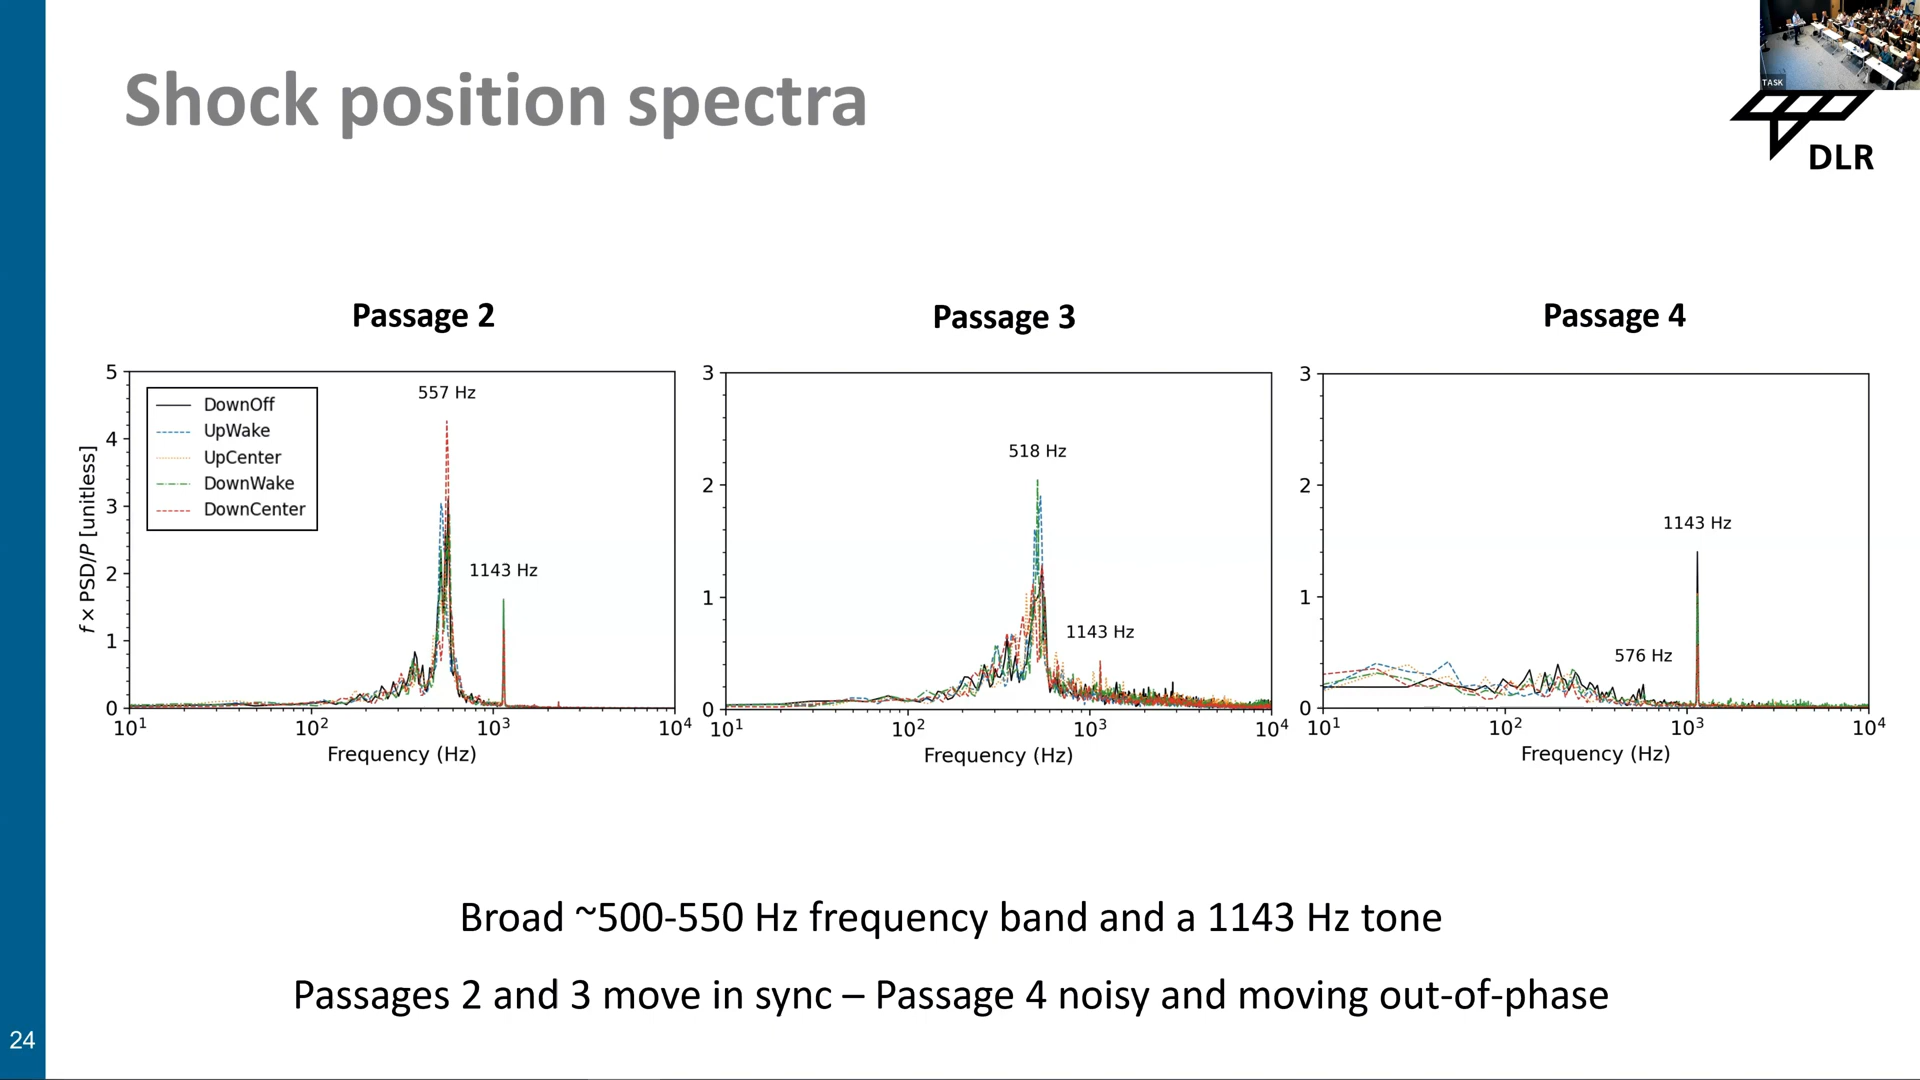 Shock position spectra
TASK
DLR
Passage 2
Passage 3
Passage 4
f × PSD/P [unitless]
5
4
3
2
1
0
DownOff
UpWake
UpCenter
DownWake
DownCenter
557 Hz
1143 Hz
10¹ 10² 10³ 10⁴
Frequency (Hz)
3
2
1
0
518 Hz
1143 Hz
10¹ 10² 10³ 10⁴
Frequency (Hz)
3
2
1
0
1143 Hz
576 Hz
10¹ 10² 10³ 10⁴
Frequency (Hz)
Broad ~500-550 Hz frequency band and a 1143 Hz tone
Passages 2 and 3 move in sync – Passage 4 noisy and moving out-of-phase
24